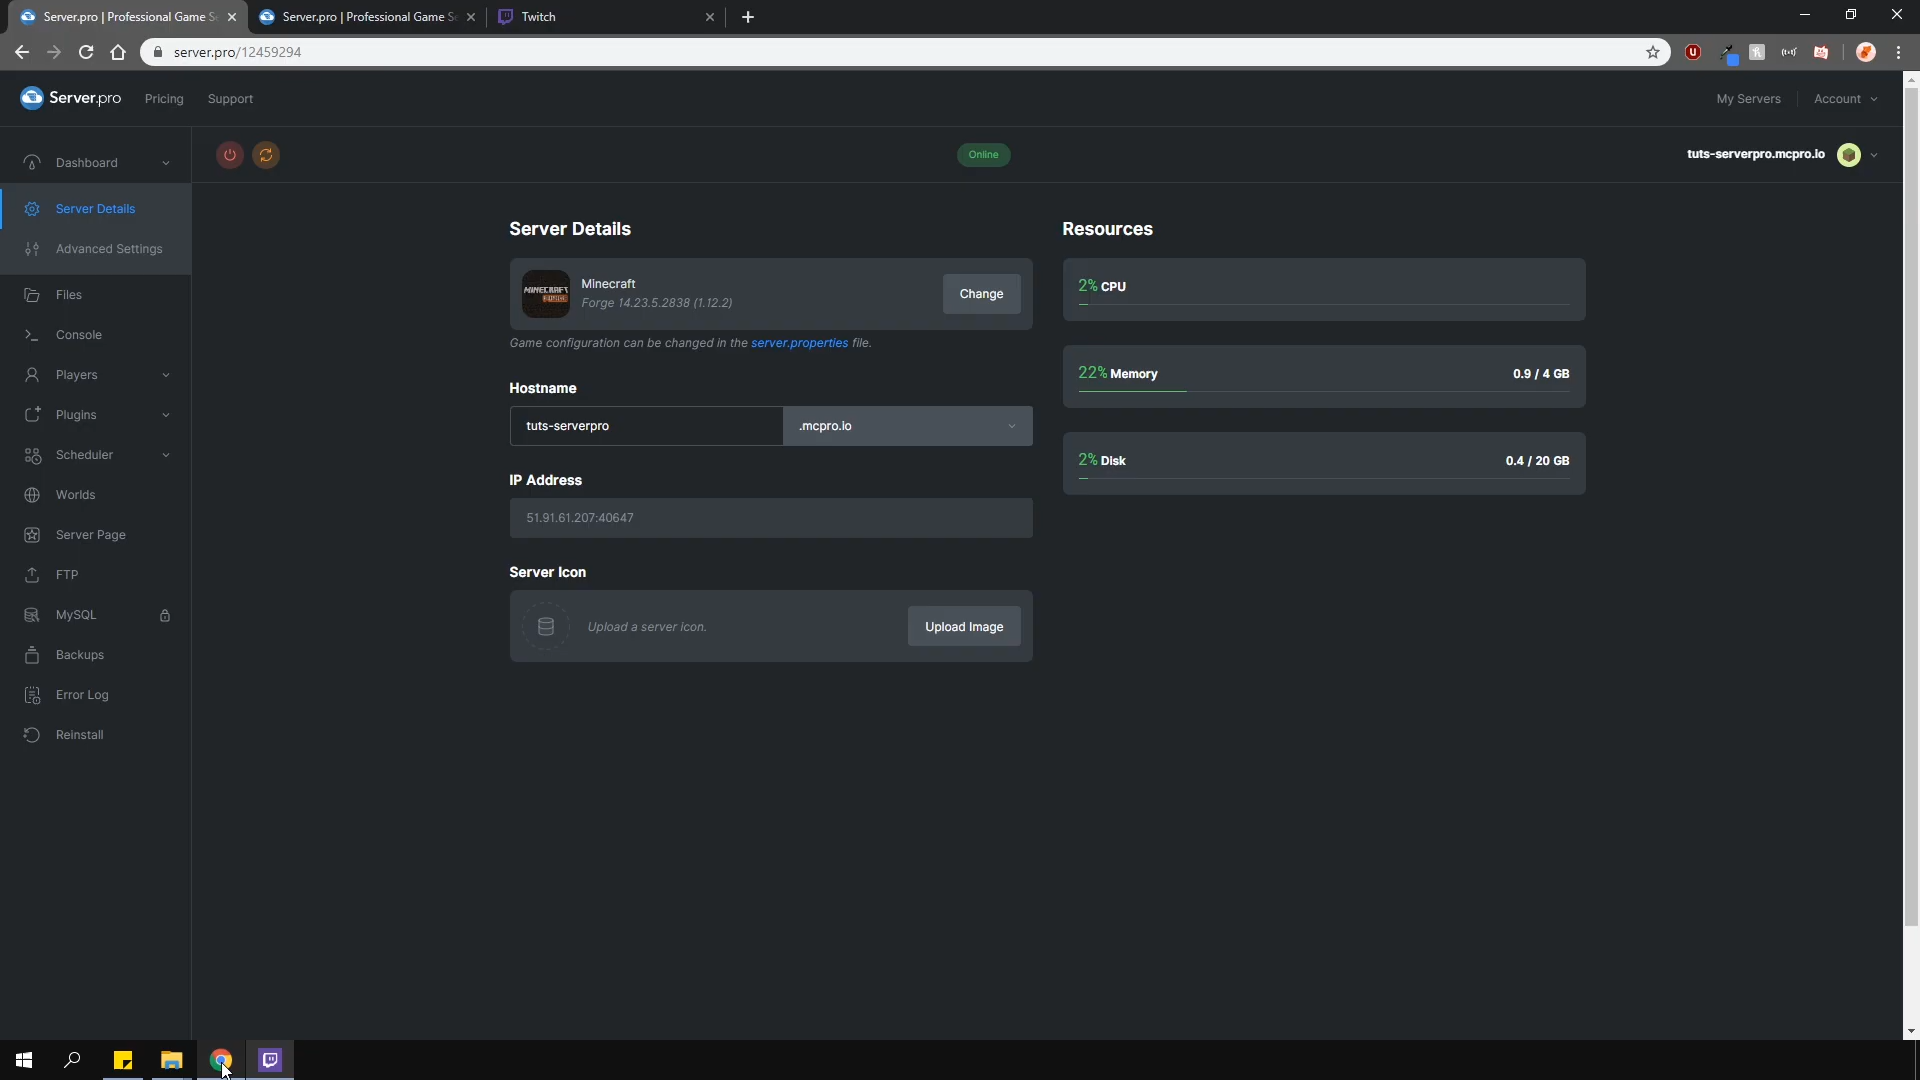 Server.pro | Professional Game S
Server.pro | Professional Game Se
Twitch
server.pro/12459294
Server.pro
Pricing
Support
My Servers
Account
Dashboard
Online
tuts-serverpro.mcpro.io
Server Details
Advanced Settings
Files
Console
Players
Plugins
Scheduler
Worlds
Server Page
FTP
MySQL
Backups
Error Log
Reinstall
Server Details
MINECRAFT
Minecraft
Forge 14.23.5.2838 (1.12.2)
Change
Game configuration can be changed in the server.properties file.
Hostname
tuts-serverpro
.mcpro.io
IP Address
51.91.61.207:40647
Server Icon
Upload a server icon.
Upload Image
Resources
2% CPU
22% Memory
0.9 / 4 GB
2% Disk
0.4 / 20 GB